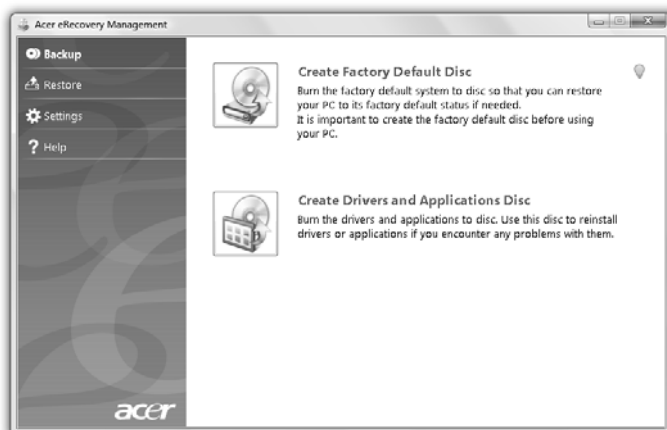 Acer eRecovery Management
Backup
Restore
Settings
? Help
Create Factory Default Disc
Burn the factory default system to disc so that you can restore
your PC to its factory default status if needed.
It is important to create the factory default disc before using
your PC.
Create Drivers and Applications Disc
Burn the drivers and applications to disc. Use this disc to reinstall
drivers or applications if you encounter any problems with them.
acer